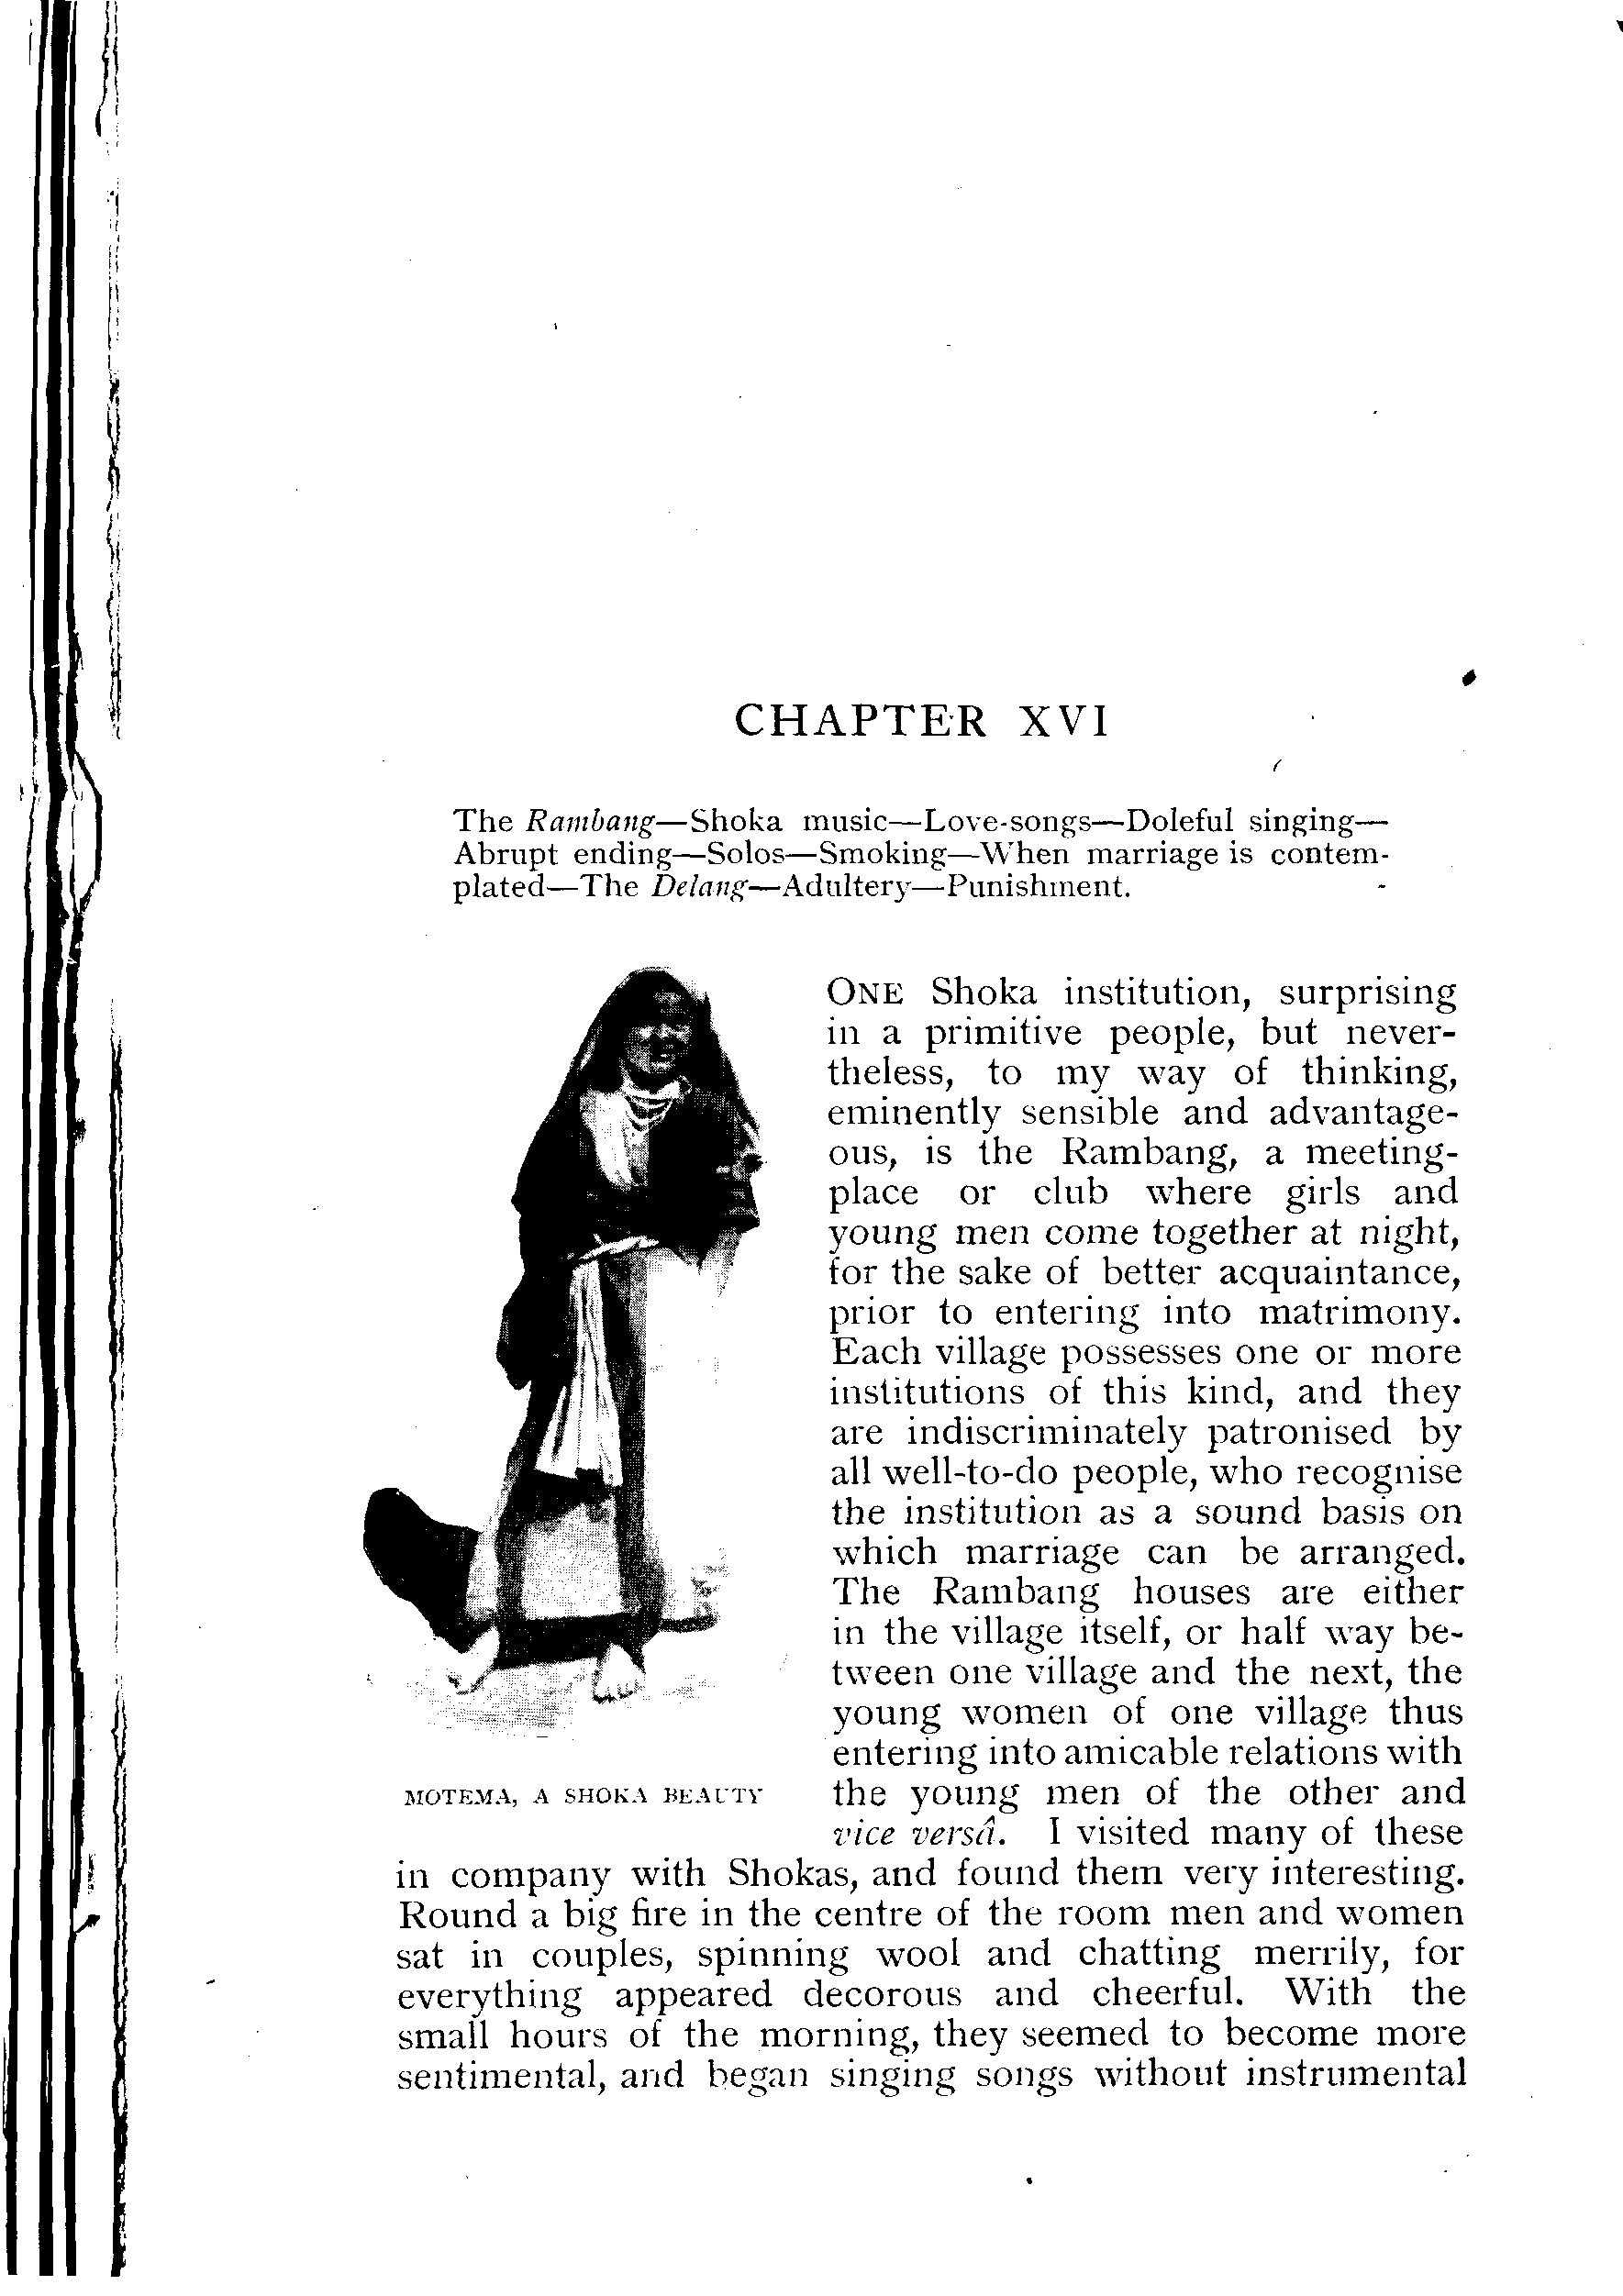 CHAPTER XVI
The Rambang—Shoka music—Love-songs—Doleful singing—
Abrupt ending—Solos—Smoking—When marriage is contem-
plated—The Delang—Adultery—Punishment.
ONE Shoka institution, surprising
in a primitive people, but never-
theless, to my way of thinking,
eminently sensible and advantage-
ous, is the Rambang, a meeting-
place or club where girls and
young men come together at night,
for the sake of better acquaintance,
prior to entering into matrimony.
Each village possesses one or more
institutions of this kind, and they
are indiscriminately patronised by
all well-to-do people, who recognise
the institution as a sound basis on
which marriage can be arranged.
The Rambang houses are either
in the village itself, or half way be-
tween one village and the next, the
young women of one village thus
entering into amicable relations with
the young men of the other and
vice versâ. I visited many of these
MOTEMA, A SHOKA BEAUTY
in company with Shokas, and found them very interesting.
Round a big fire in the centre of the room men and women
sat in couples, spinning wool and chatting merrily, for
everything appeared decorous and cheerful. With the
small hours of the morning, they seemed to become more
sentimental, and began singing songs without instrumental